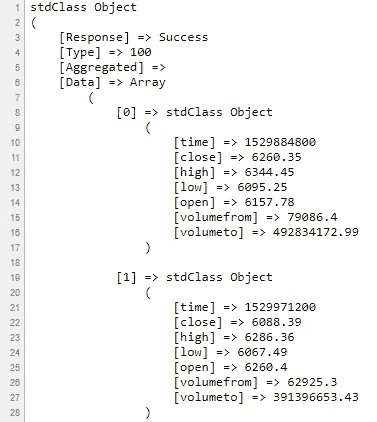 1 stdClass Object
2 (
3 [Response] => Success
4 [Type] => 100
5 [Aggregated] =>
6 [Data] => Array
7 (
8 [0] => stdClass Object
9 (
10 [time] => 1529884800
11 [close] => 6260.35
12 [high] => 6344.45
13 [low] => 6095.25
14 [open] => 6157.78
15 [volumefrom] => 79086.4
16 [volumeto] => 492834172.99
17 )
18
19 [1] => stdClass Object
20 (
21 [time] => 1529971200
22 [close] => 6088.39
23 [high] => 6286.36
24 [low] => 6067.49
25 [open] => 6260.4
26 [volumefrom] => 62925.3
27 [volumeto] => 391396653.43
28 )